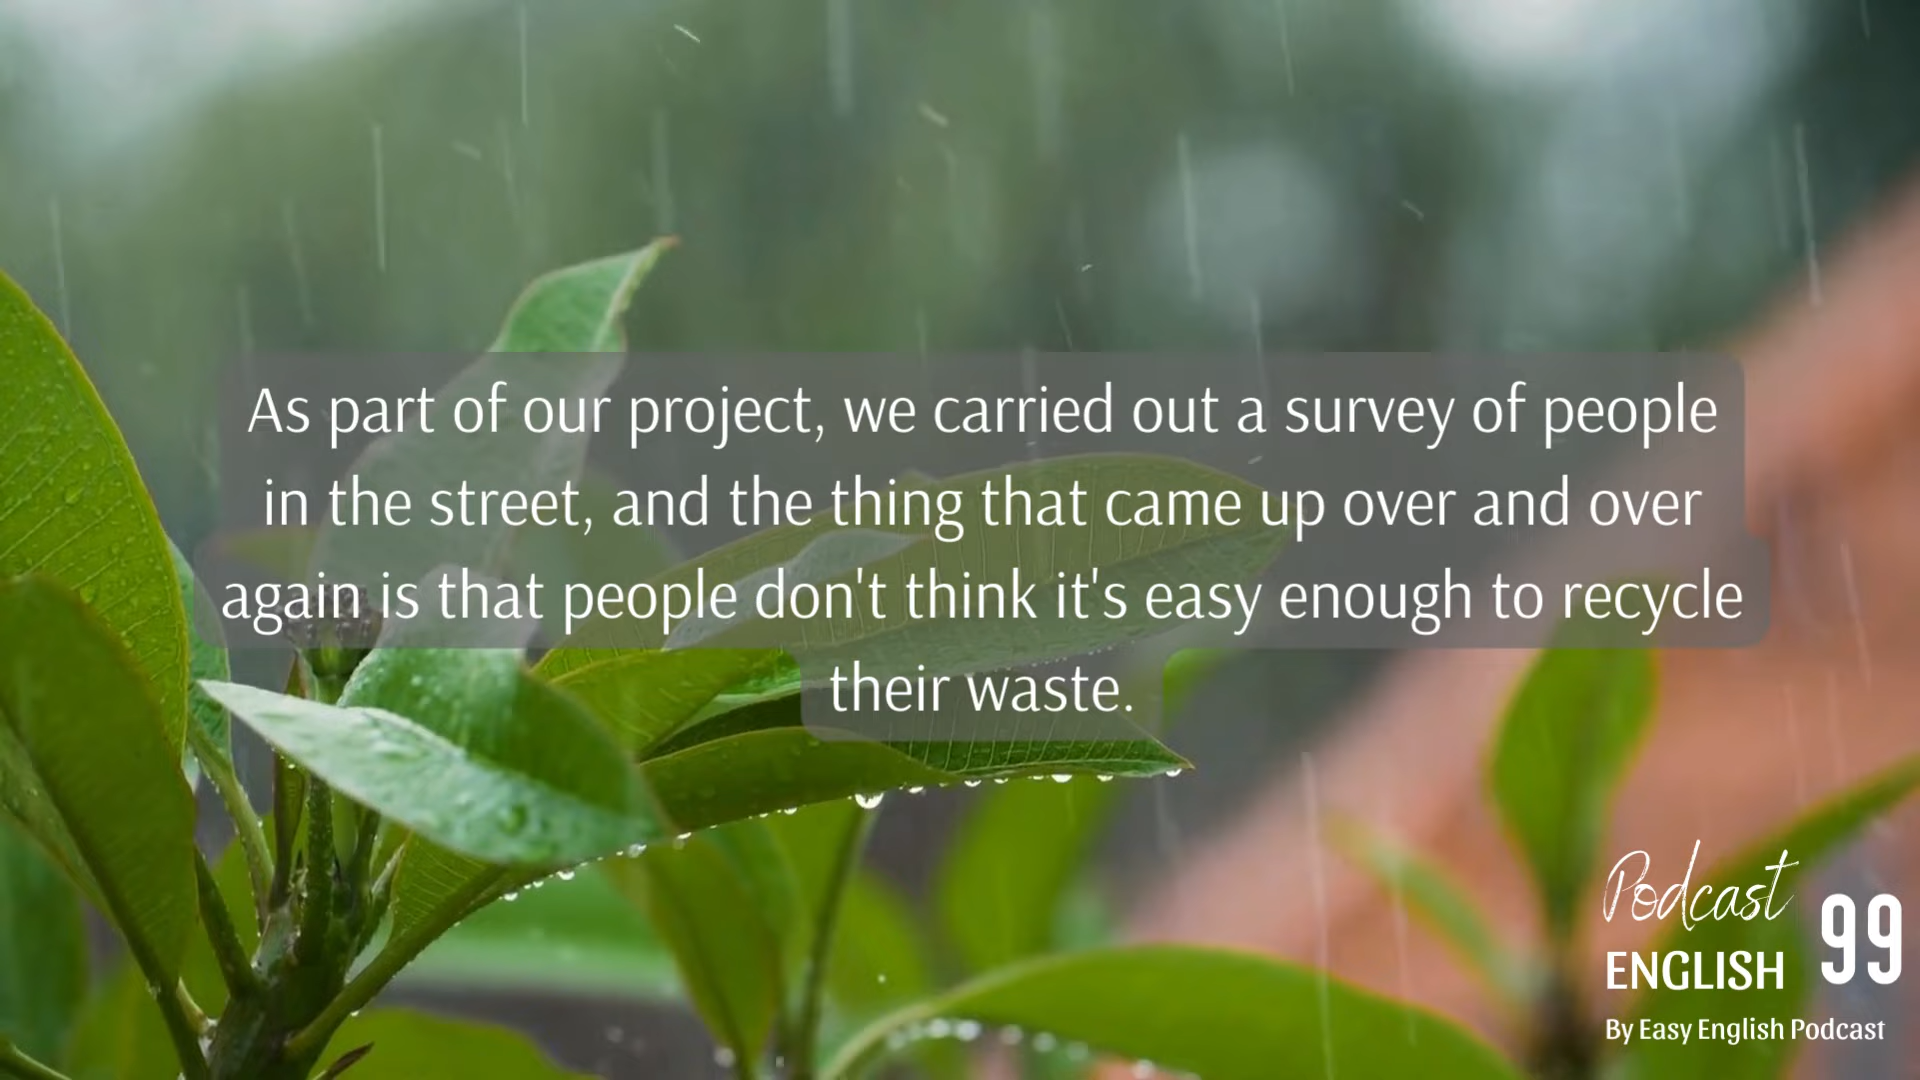 As part of our project, we carried out a survey of people
in the street, and the thing that came up over and over
again is that people don't think it's easy enough to recycle
their waste.
Podcast
ENGLISH 99
By Easy English Podcast